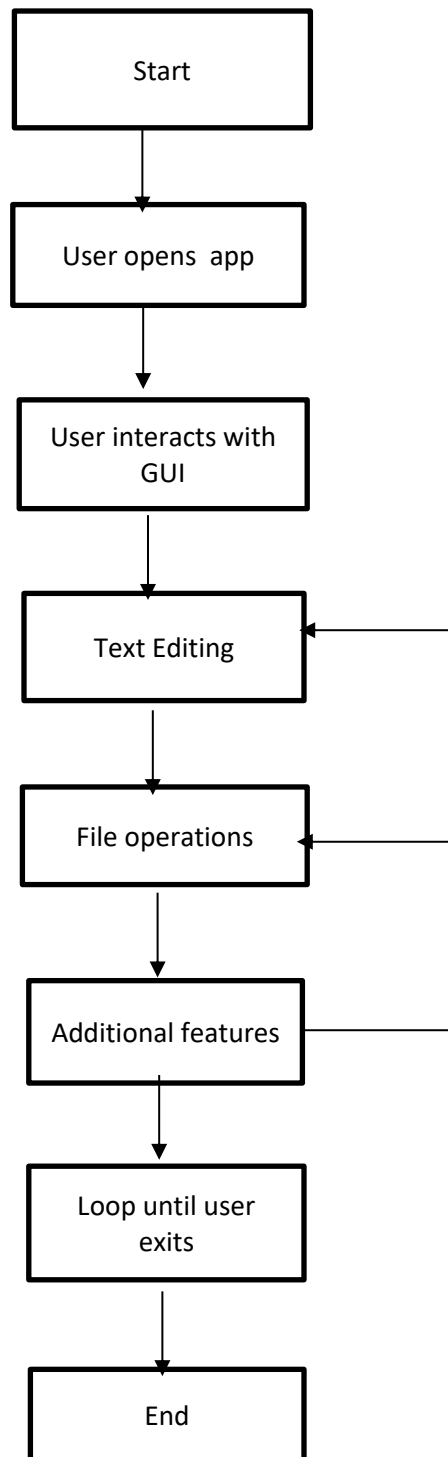 Start
User opens  app
User interacts with
GUI
Text Editing
File operations
Additional features
Loop until user
exits
End